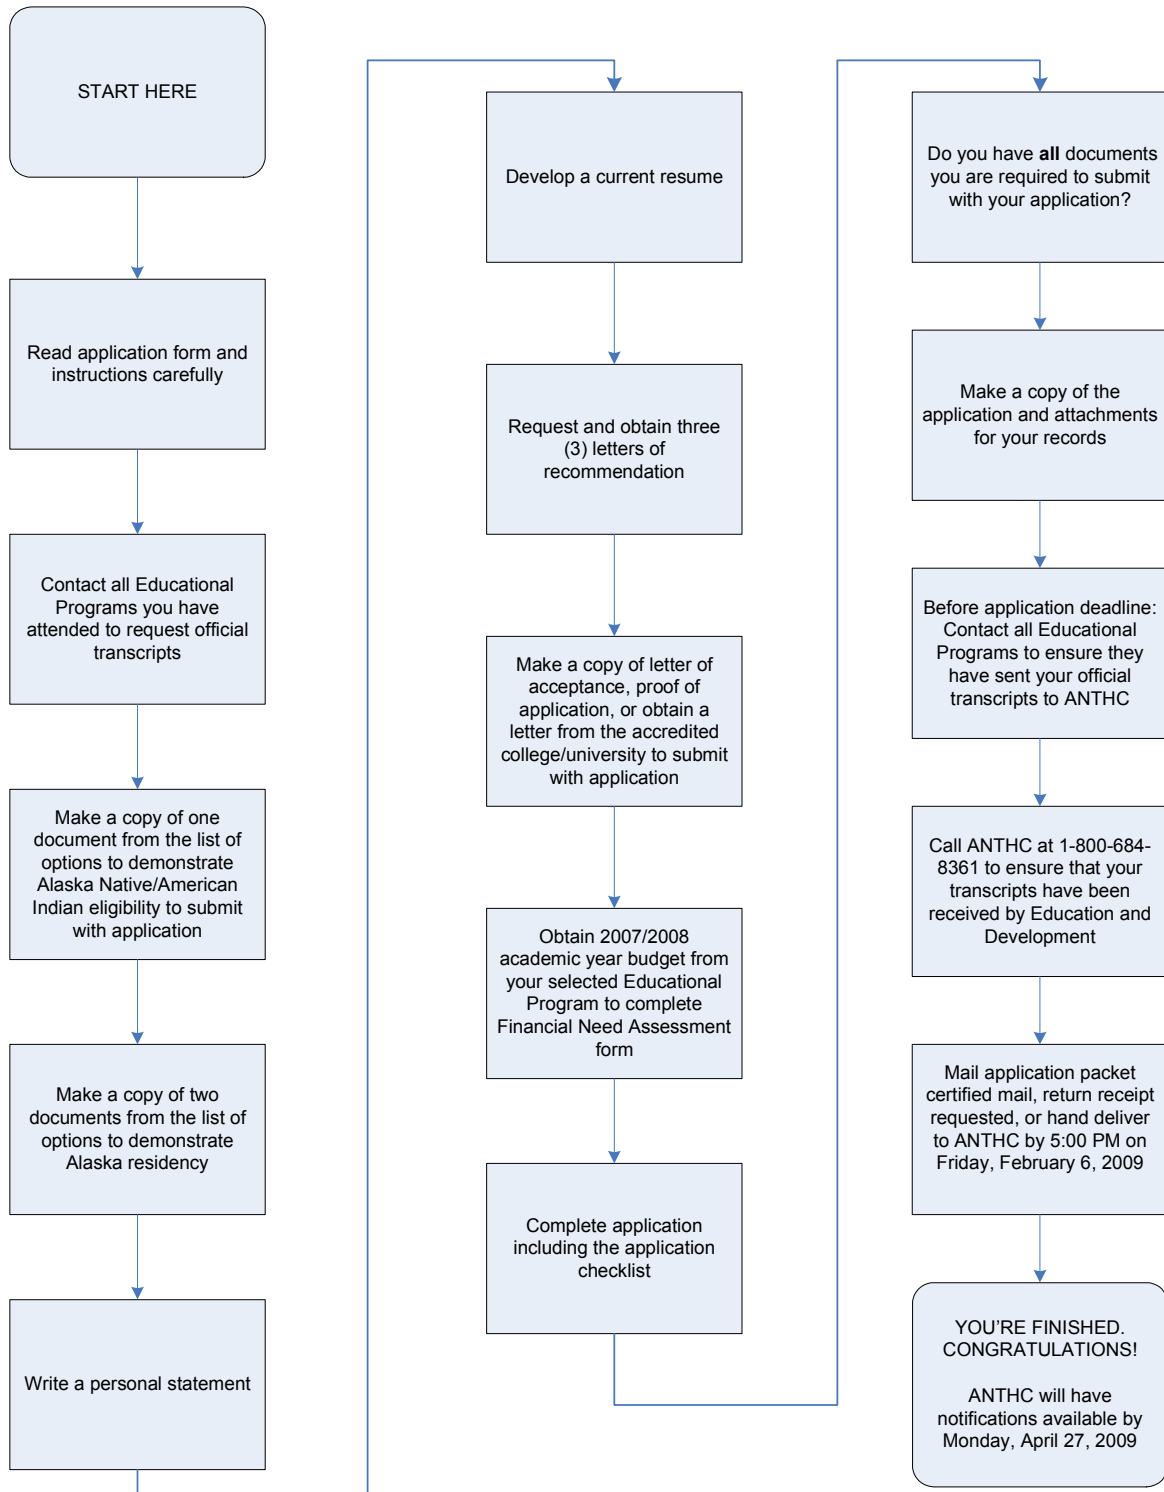 START HERE
Read application form and
instructions carefully
Contact all Educational
Programs you have
attended to request official
transcripts
Make a copy of one
document from the list of
options to demonstrate
Alaska Native/American
Indian eligibility to submit
with application
Make a copy of two
documents from the list of
options to demonstrate
Alaska residency
Write a personal statement
Develop a current resume
Request and obtain three
(3) letters of
recommendation
Make a copy of letter of
acceptance, proof of
application, or obtain a
letter from the accredited
college/university to submit
with application
Obtain 2007/2008
academic year budget from
your selected Educational
Program to complete
Financial Need Assessment
form
Complete application
including the application
checklist
Do you have all documents
you are required to submit
with your application?
Make a copy of the
application and attachments
for your records
Before application deadline:
Contact all Educational
Programs to ensure they
have sent your official
transcripts to ANTHC
Call ANTHC at 1-800-684-
8361 to ensure that your
transcripts have been
received by Education and
Development
Mail application packet
certified mail, return receipt
requested, or hand deliver
to ANTHC by 5:00 PM on
Friday, February 6, 2009
YOU'RE FINISHED.
CONGRATULATIONS!
ANTHC will have
notifications available by
Monday, April 27, 2009